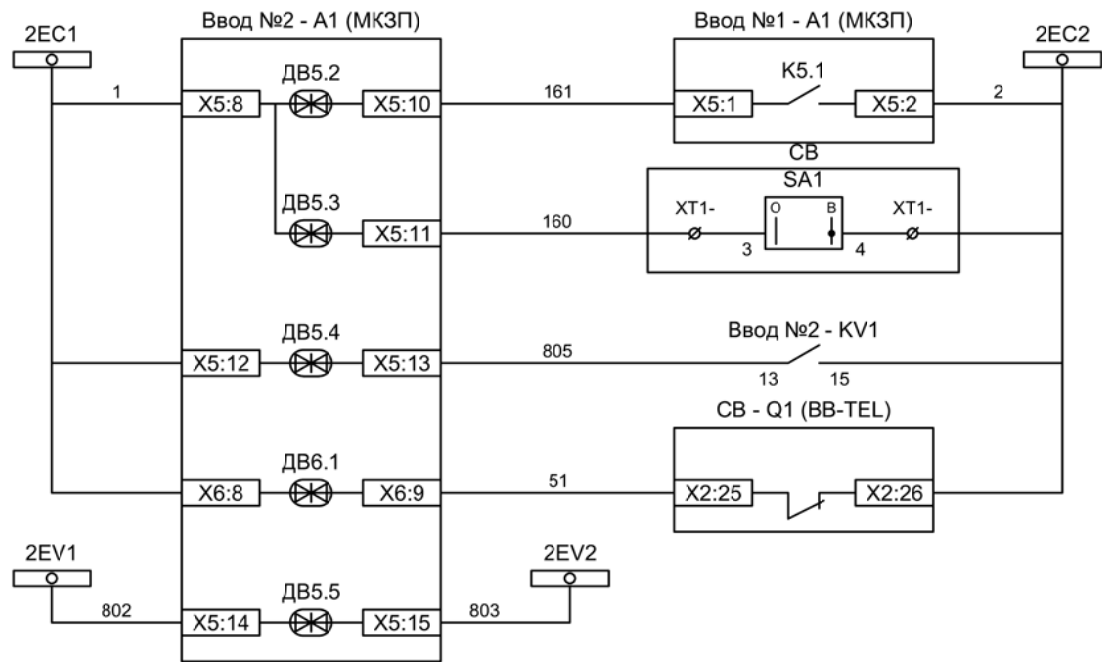 Ввод №2 - А1 (МКЗП)
Ввод №1 - А1 (МКЗП)
2ЕС1
2ЕС2
ДВ5.2
К5.1
1
Х5:8
Х5:10
161
Х5:1
Х5:2
2
СВ
SA1
ДВ5.3
ХТ1-
О
В
ХТ1-
Х5:11
160
3
4
ДВ5.4
Ввод №2 - KV1
Х5:12
Х5:13
805
13
15
СВ - Q1 (BB-TEL)
ДВ6.1
Х6:8
Х6:9
51
Х2:25
Х2:26
2EV1
2EV2
ДВ5.5
802
Х5:14
Х5:15
803